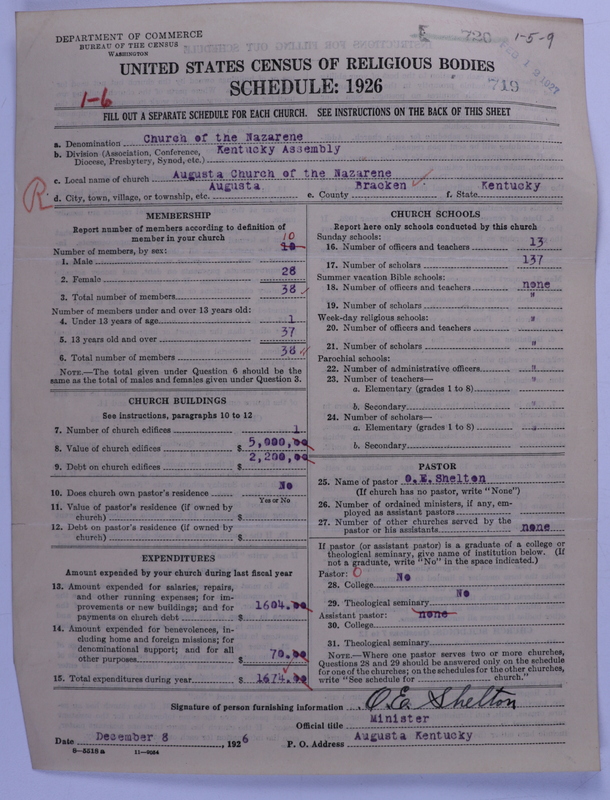 DEPARTMENT OF COMMERCE
BUREAU OF THE CENSUS
WASHINGTON
720 1-5-9
UNITED STATES CENSUS OF RELIGIOUS BODIES
SCHEDULE: 1926
719
1927
1-6
FILL OUT A SEPARATE SCHEDULE FOR EACH CHURCH. SEE INSTRUCTIONS ON THE BACK OF THIS SHEET
a. Denomination Church of the Nazarene
b. Division (Association, Conference, Kentucky Assembly
Diocese, Presbytery, Synod, etc.)
c. Local name of church Augusta Church of the Nazarene
R.
d. City, town, village, or township, etc. Augusta e. County Bracken f. State Kentucky
MEMBERSHIP
Report number of members according to definition of
member in your church
Number of members, by sex:
1. Male 10
2. Female 28
3. Total number of members 38
Number of members under and over 13 years old:
4. Under 13 years of age 1
5. 13 years old and over 37
6. Total number of members 38
NOTE.—The total given under Question 6 should be
same as the total of males and females given under Question 3.
CHURCH BUILDINGS
See instructions, paragraphs 10 to 12
7. Number of church edifices 1
8. Value of church edifices $ 5,000,00
9. Debt on church edifices $ 2,200,00
10. Does church own pastor's residence No
Yes or No
11. Value of pastor's residence (if owned by
church) $
12. Debt on pastor's residence (if owned by
church) $
EXPENDITURES
Amount expended by your church during last fiscal year
13. Amount expended for salaries, repairs,
and other running expenses; for im-
provements or new buildings; and for
payments on church debt $ 1604.00
14. Amount expended for benevolences, in-
cluding home and foreign missions; for
denominational support; and for all
other purposes $ 70.00
15. Total expenditures during year $ 1674.00
CHURCH SCHOOLS
Report here only schools conducted by this church
Sunday schools:
16. Number of officers and teachers 13
17. Number of scholars 137
Summer vacation Bible schools:
18. Number of officers and teachers none
19. Number of scholars "
Week-day religious schools:
20. Number of officers and teachers "
21. Number of scholars "
Parochial schools:
22. Number of administrative officers "
23. Number of teachers—
a. Elementary (grades 1 to 8)
b. Secondary "
24. Number of scholars—
a. Elementary (grades 1 to 8) "
b. Secondary
PASTOR
25. Name of pastor O.E.Shelton
(If church has no pastor, write "None")
26. Number of ordained ministers, if any, em-
ployed as assistant pastors
27. Number of other churches served by the
pastor or his assistants none
If pastor (or assistant pastor) is a graduate of a college or
theological seminary, give name of institution below. (If
not a graduate, write "No" in the space indicated.)
Pastor: 0
28. College No
29. Theological seminary No
Assistant pastor: none
30. College
31. Theological seminary
NOTE.—Where one pastor serves two or more churches,
Questions 28 and 29 should be answered only on the schedule
for one of the churches; on the schedules for the other churches,
write "See schedule for church."
Signature of person furnishing information O.E. Shelton
Official title Minister
Date December 8, 1926 P. O. Address Augusta Kentucky
8—5518a 11—9064